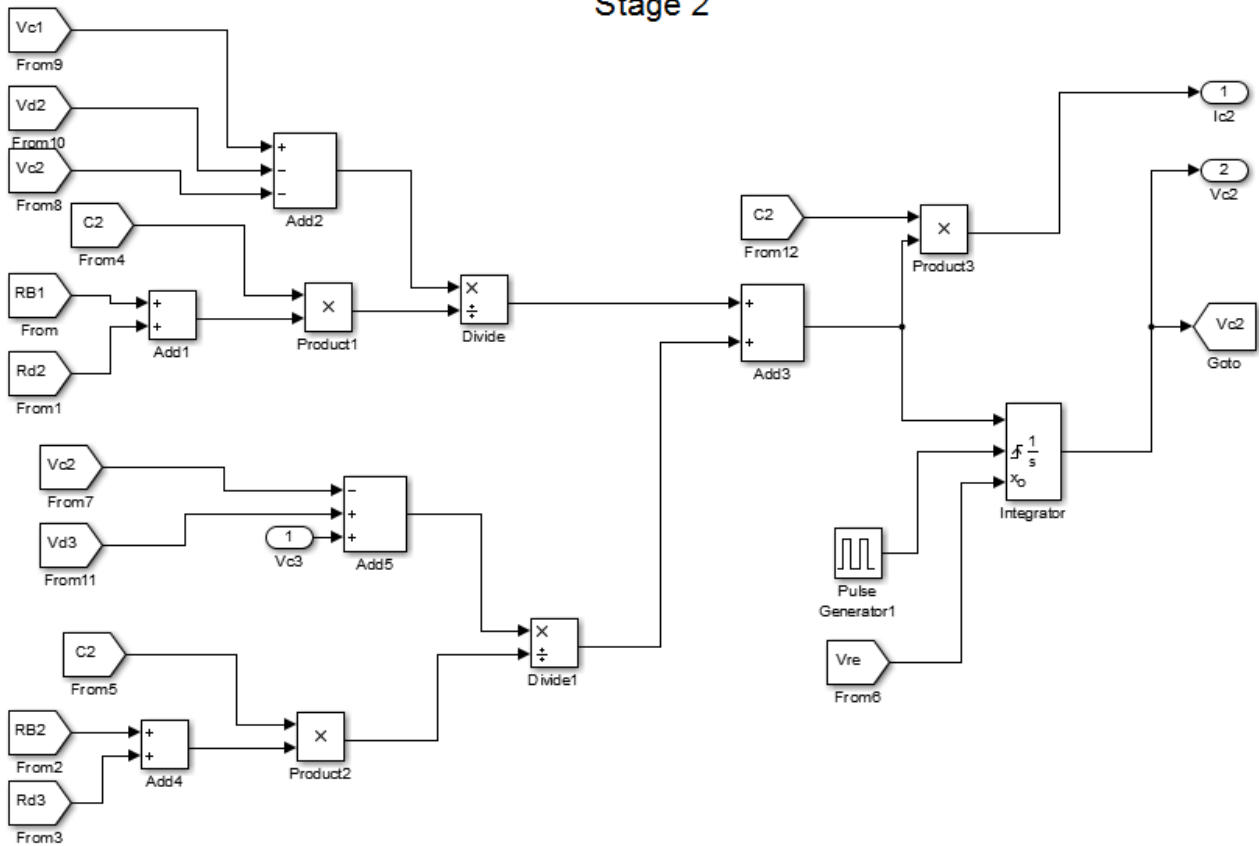 Stage 2
Vc1
From9
Vd2
From10
Vc2
From8
+
−
−
Add2
C2
From4
RB1
From
Rd2
From1
+
+
Add1
×
Product1
×
÷
Divide
Vc2
From7
Vd3
From11
1
Vc3
−
+
+
Add5
C2
From5
RB2
From2
Rd3
From3
+
+
Add4
×
Product2
×
÷
Divide1
+
+
Add3
C2
From12
×
Product3
1
Ic2
2
Vc2
Vc2
Goto
1
s
xo
Integrator
Pulse
Generator1
Vre
From6